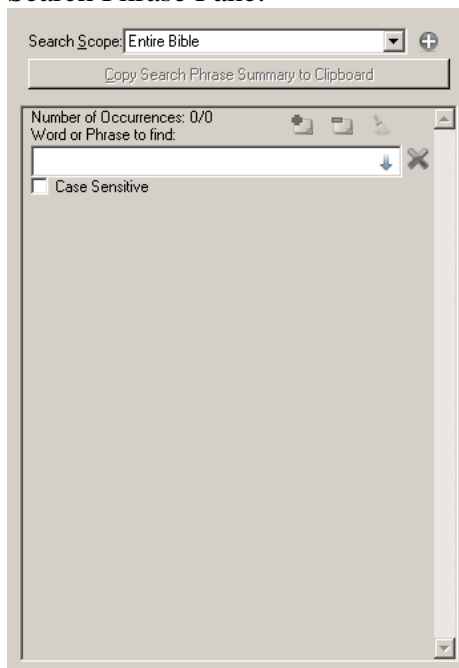 Search Phrase Pane:
Search Scope: Entire Bible
Copy Search Phrase Summary to Clipboard
Number of Occurrences: 0/0
Word or Phrase to find:
Case Sensitive